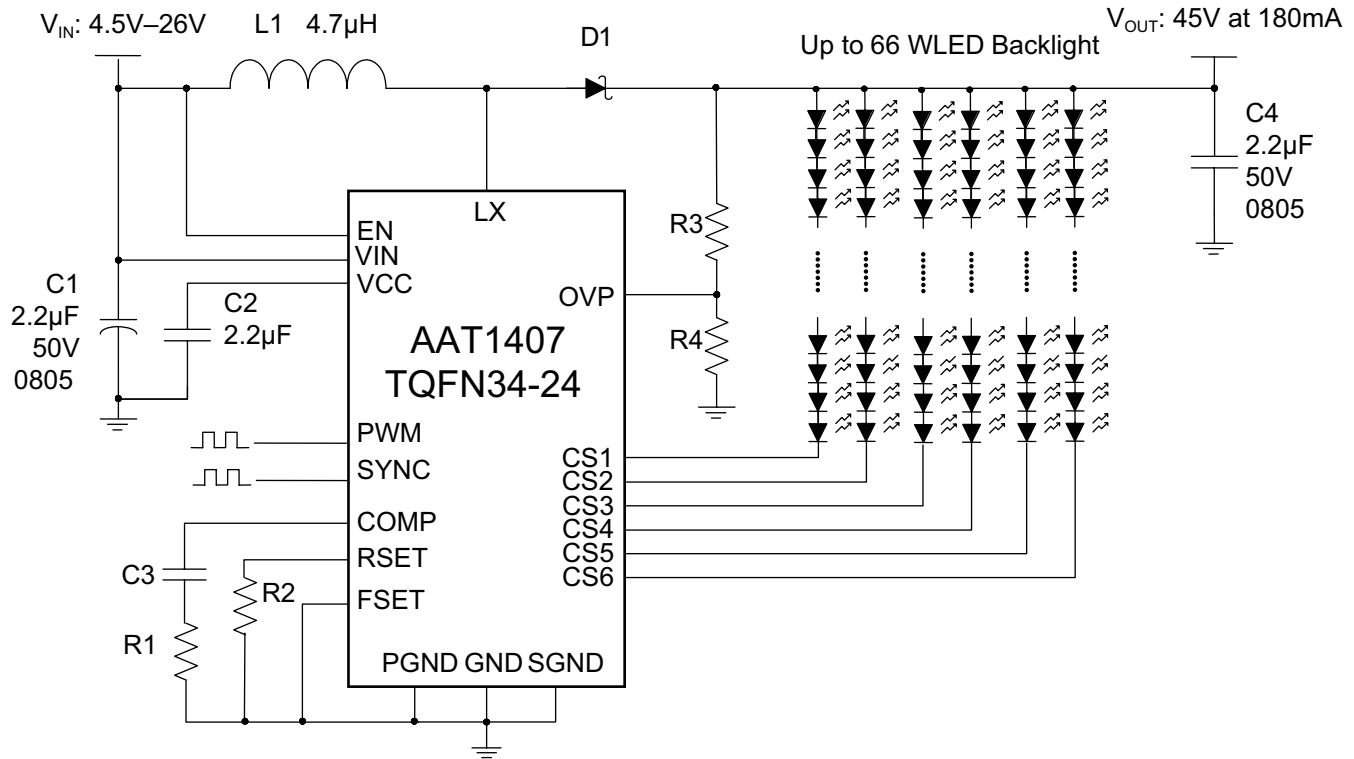 VIN: 4.5V–26V
L1 4.7µH
D1
Up to 66 WLED Backlight
VOUT: 45V at 180mA
C4
2.2µF
50V
0805
LX
EN
VIN
VCC
C1
2.2µF
50V
0805
C2
2.2µF
OVP
R3
R4
AAT1407
TQFN34-24
PWM
SYNC
COMP
RSET
FSET
CS1
CS2
CS3
CS4
CS5
CS6
C3
R1
R2
PGND GND SGND